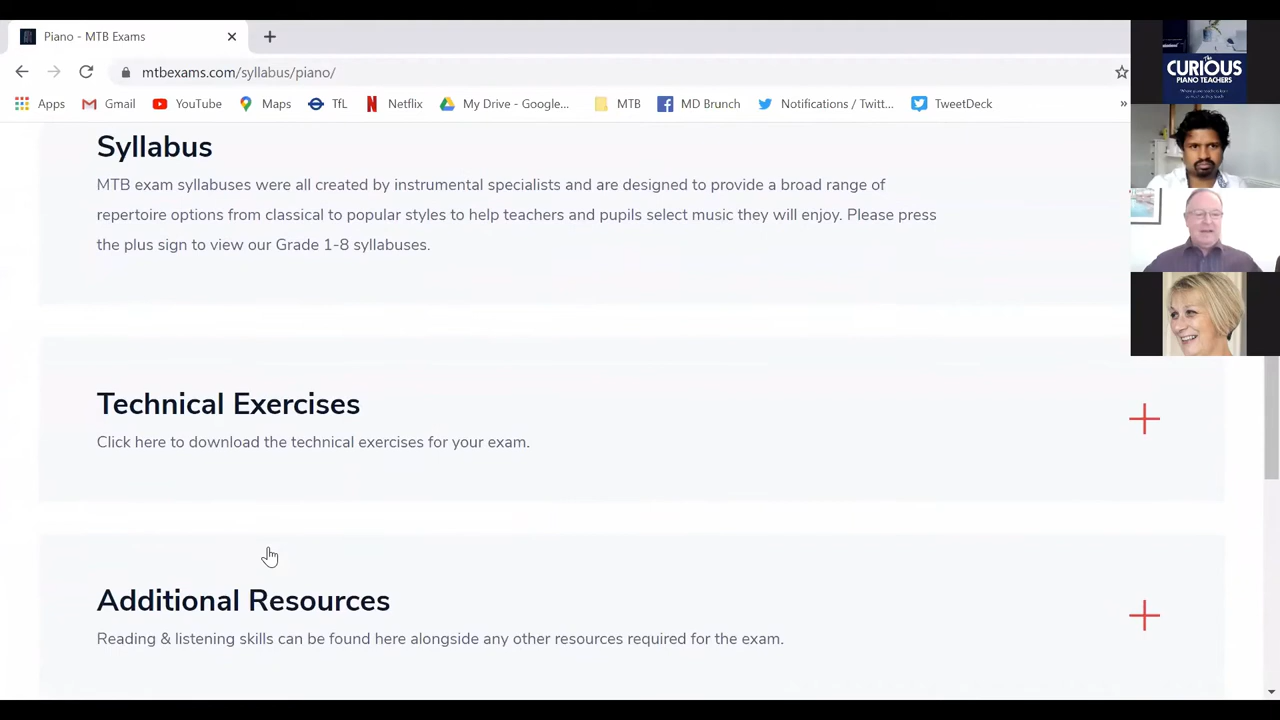 Piano - MTB Exams
mtbexams.com/syllabus/piano/
Apps Gmail YouTube Maps TfL Netflix My Drive - Google... MTB MD Brunch Notifications / Twitt... TweetDeck »
Syllabus
MTB exam syllabuses were all created by instrumental specialists and are designed to provide a broad range of
repertoire options from classical to popular styles to help teachers and pupils select music they will enjoy. Please press
the plus sign to view our Grade 1-8 syllabuses.
Technical Exercises
Click here to download the technical exercises for your exam.
Additional Resources
Reading & listening skills can be found here alongside any other resources required for the exam.
The
CURIOUS
PIANO TEACHERS